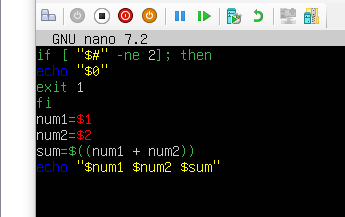 GNU nano 7.2
if [ "$#" -ne 2]; then
echo "$0"
exit 1
fi
num1=$1
num2=$2
sum=$((num1 + num2))
echo "$num1 $num2 $sum"